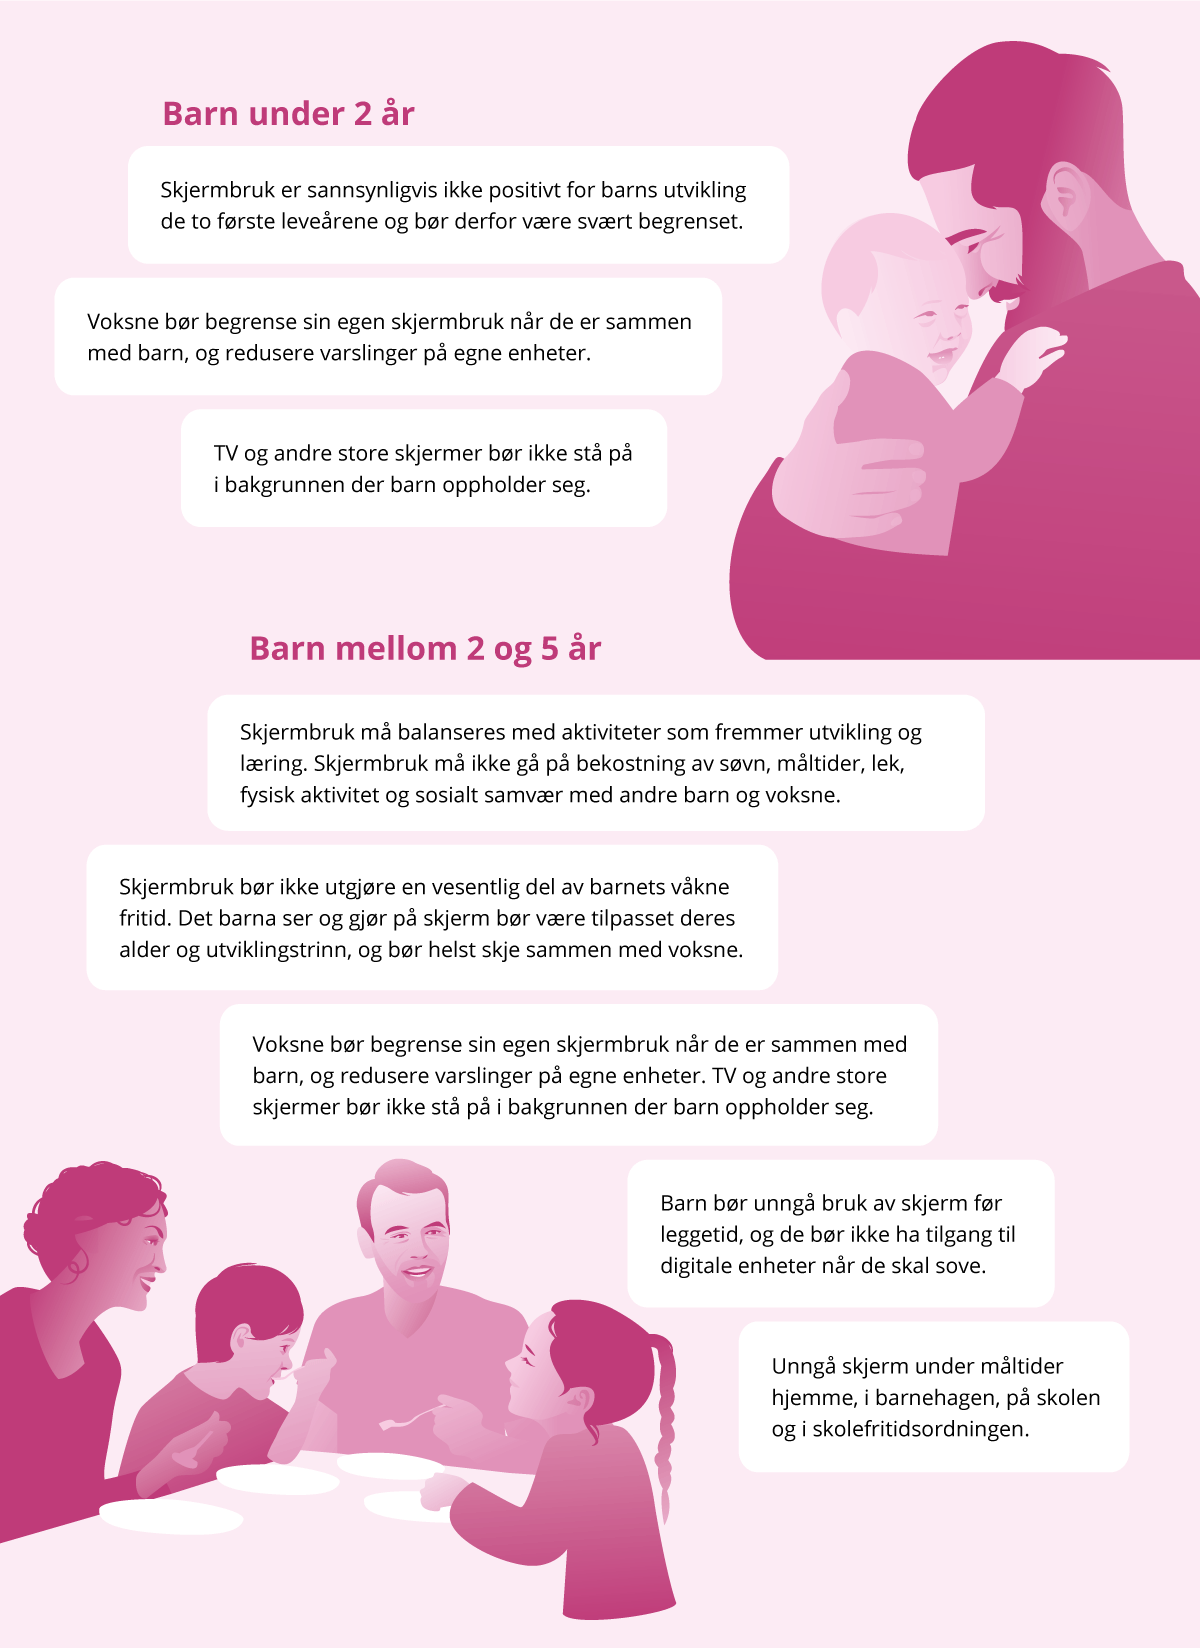 Barn under 2 år
Skjermbruk er sannsynligvis ikke positivt for barns utvikling
de to første leveårene og bør derfor være svært begrenset.
Voksne bør begrense sin egen skjermbruk når de er sammen
med barn, og redusere varslinger på egne enheter.
TV og andre store skjermer bør ikke stå på
i bakgrunnen der barn oppholder seg.
Barn mellom 2 og 5 år
Skjermbruk må balanseres med aktiviteter som fremmer utvikling og
læring. Skjermbruk må ikke gå på bekostning av søvn, måltider, lek,
fysisk aktivitet og sosialt samvær med andre barn og voksne.
Skjermbruk bør ikke utgjøre en vesentlig del av barnets våkne
fritid. Det barna ser og gjør på skjerm bør være tilpasset deres
alder og utviklingstrinn, og bør helst skje sammen med voksne.
Voksne bør begrense sin egen skjermbruk når de er sammen med
barn, og redusere varslinger på egne enheter. TV og andre store
skjermer bør ikke stå på i bakgrunnen der barn oppholder seg.
Barn bør unngå bruk av skjerm før
leggetid, og de bør ikke ha tilgang til
digitale enheter når de skal sove.
Unngå skjerm under måltider
hjemme, i barnehagen, på skolen
og i skolefritidsordningen.